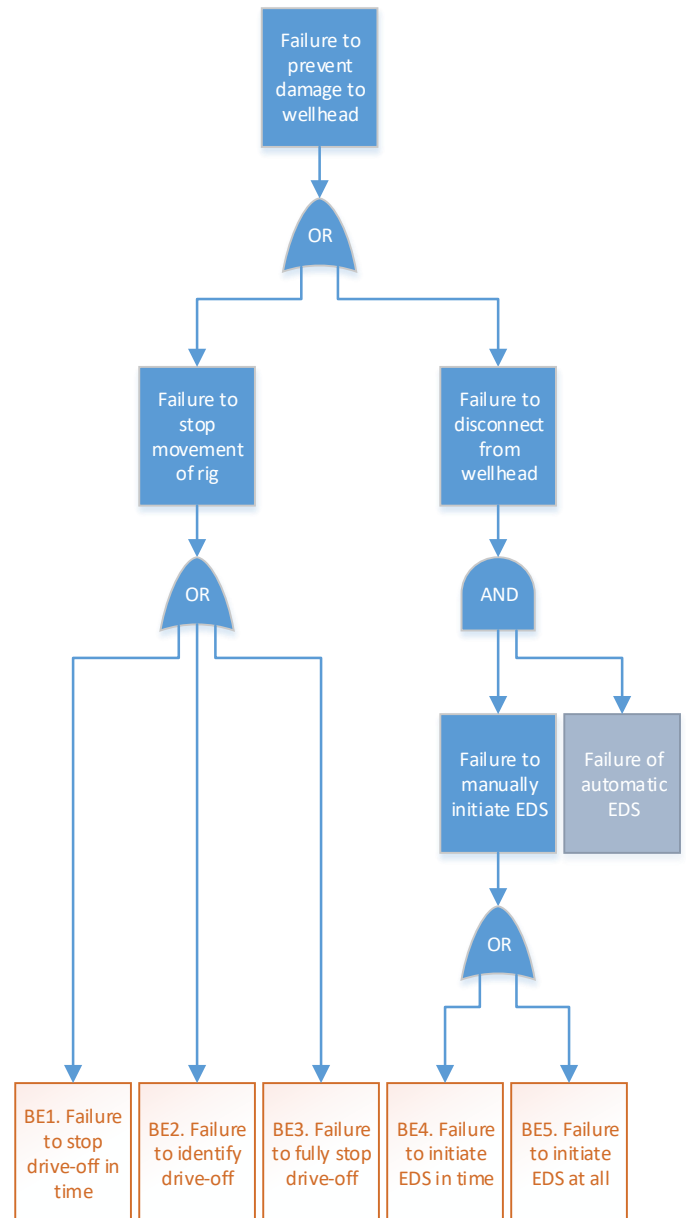 Failure to
prevent
damage to
wellhead
OR
Failure to
stop
movement
of rig
Failure to
disconnect
from
wellhead
OR
AND
Failure to
manually
initiate EDS
Failure of
automatic
EDS
OR
BE1. Failure
to stop
drive-off in
time
BE2. Failure
to identify
drive-off
BE3. Failure
to fully stop
drive-off
BE4. Failure
to initiate
EDS in time
BE5. Failure
to initiate
EDS at all